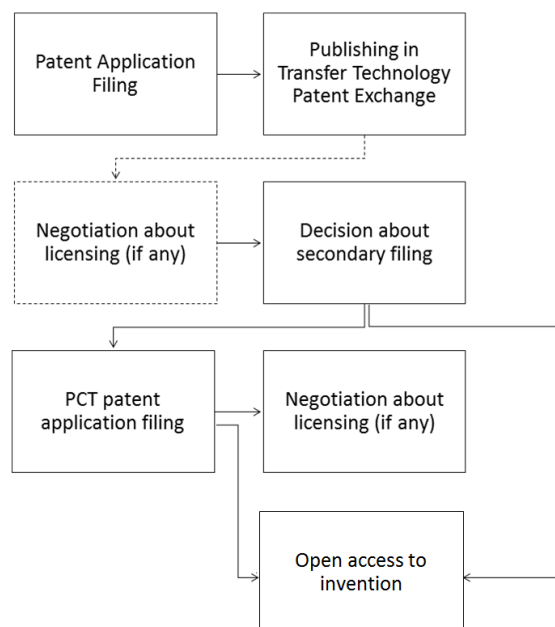 Patent Application
Filing
Publishing in
Transfer Technology
Patent Exchange
Negotiation about
licensing (if any)
Decision about
secondary filing
PCT patent
application filing
Negotiation about
licensing (if any)
Open access to
invention